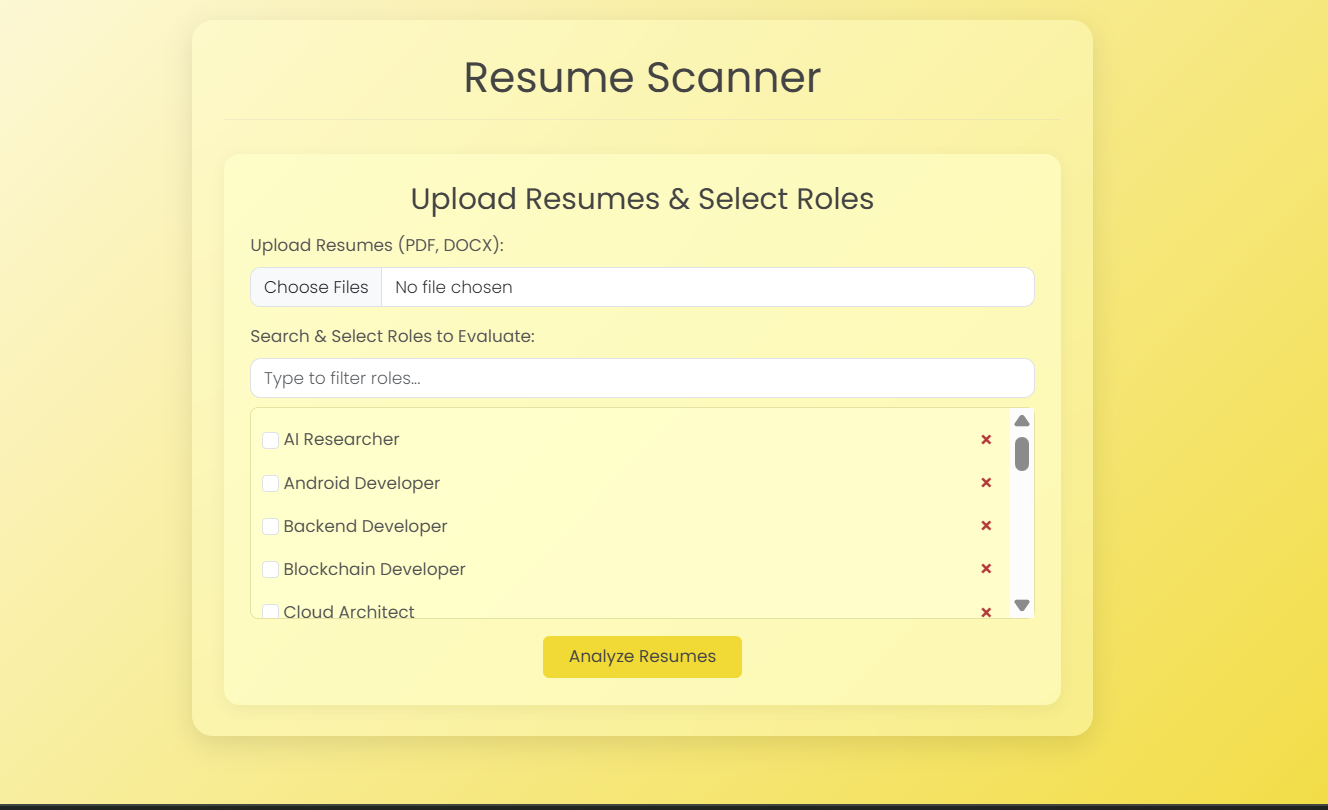 Resume Scanner
Upload Resumes & Select Roles
Upload Resumes (PDF, DOCX):
Choose Files No file chosen
Search & Select Roles to Evaluate:
Type to filter roles...
AI Researcher
Android Developer
Backend Developer
Blockchain Developer
Cloud Architect
Analyze Resumes